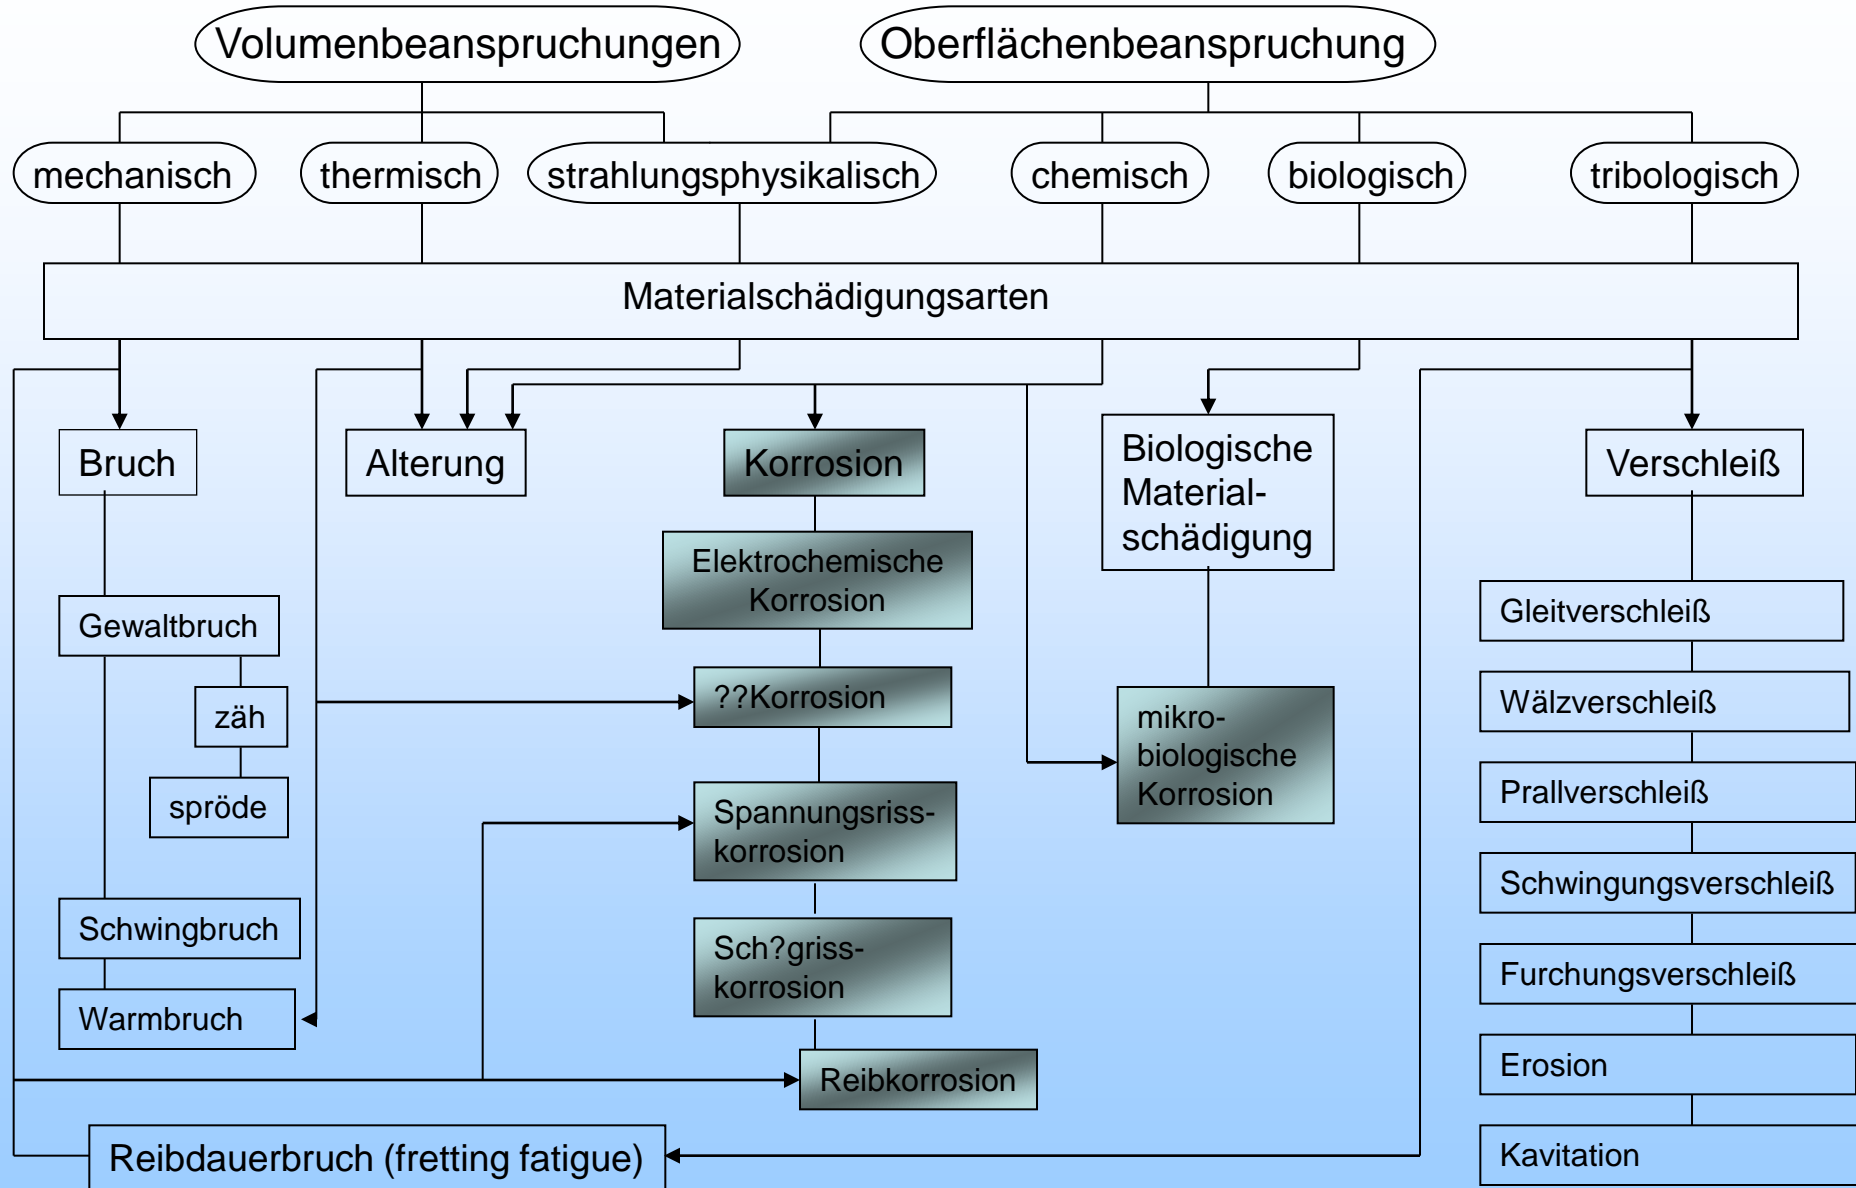 Volumenbeanspruchungen
Oberflächenbeanspruchung
mechanisch
thermisch
strahlungsphysikalisch
chemisch
biologisch
tribologisch
Materialschädigungsarten
Bruch
Alterung
Korrosion
Biologische
Material-
schädigung
Verschleiß
Elektrochemische
Korrosion
Gewaltbruch
zäh
spröde
Schwingbruch
Warmbruch
??Korrosion
Spannungsriss-
korrosion
Sch?griss-
korrosion
Reibkorrosion
mikro-
biologische
Korrosion
Gleitverschleiß
Wälzverschleiß
Prallverschleiß
Schwingungsverschleiß
Furchungsverschleiß
Erosion
Kavitation
Reibdauerbruch (fretting fatigue)